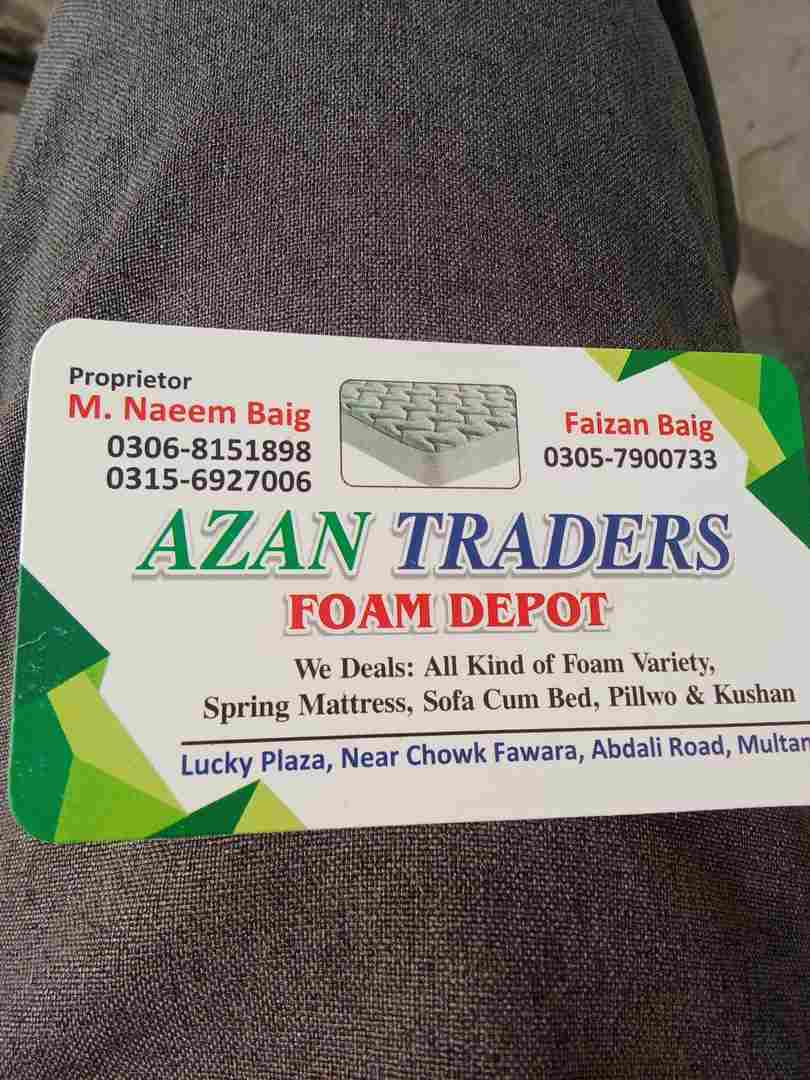 Proprietor
M. Naeem Baig
0306-8151898
0315-6927006
Faizan Baig
0305-7900733
AZAN TRADERS
FOAM DEPOT
We Deals: All Kind of Foam Variety,
Spring Mattress, Sofa Cum Bed, Pillwo & Kushan
Lucky Plaza, Near Chowk Fawara, Abdali Road, Multan